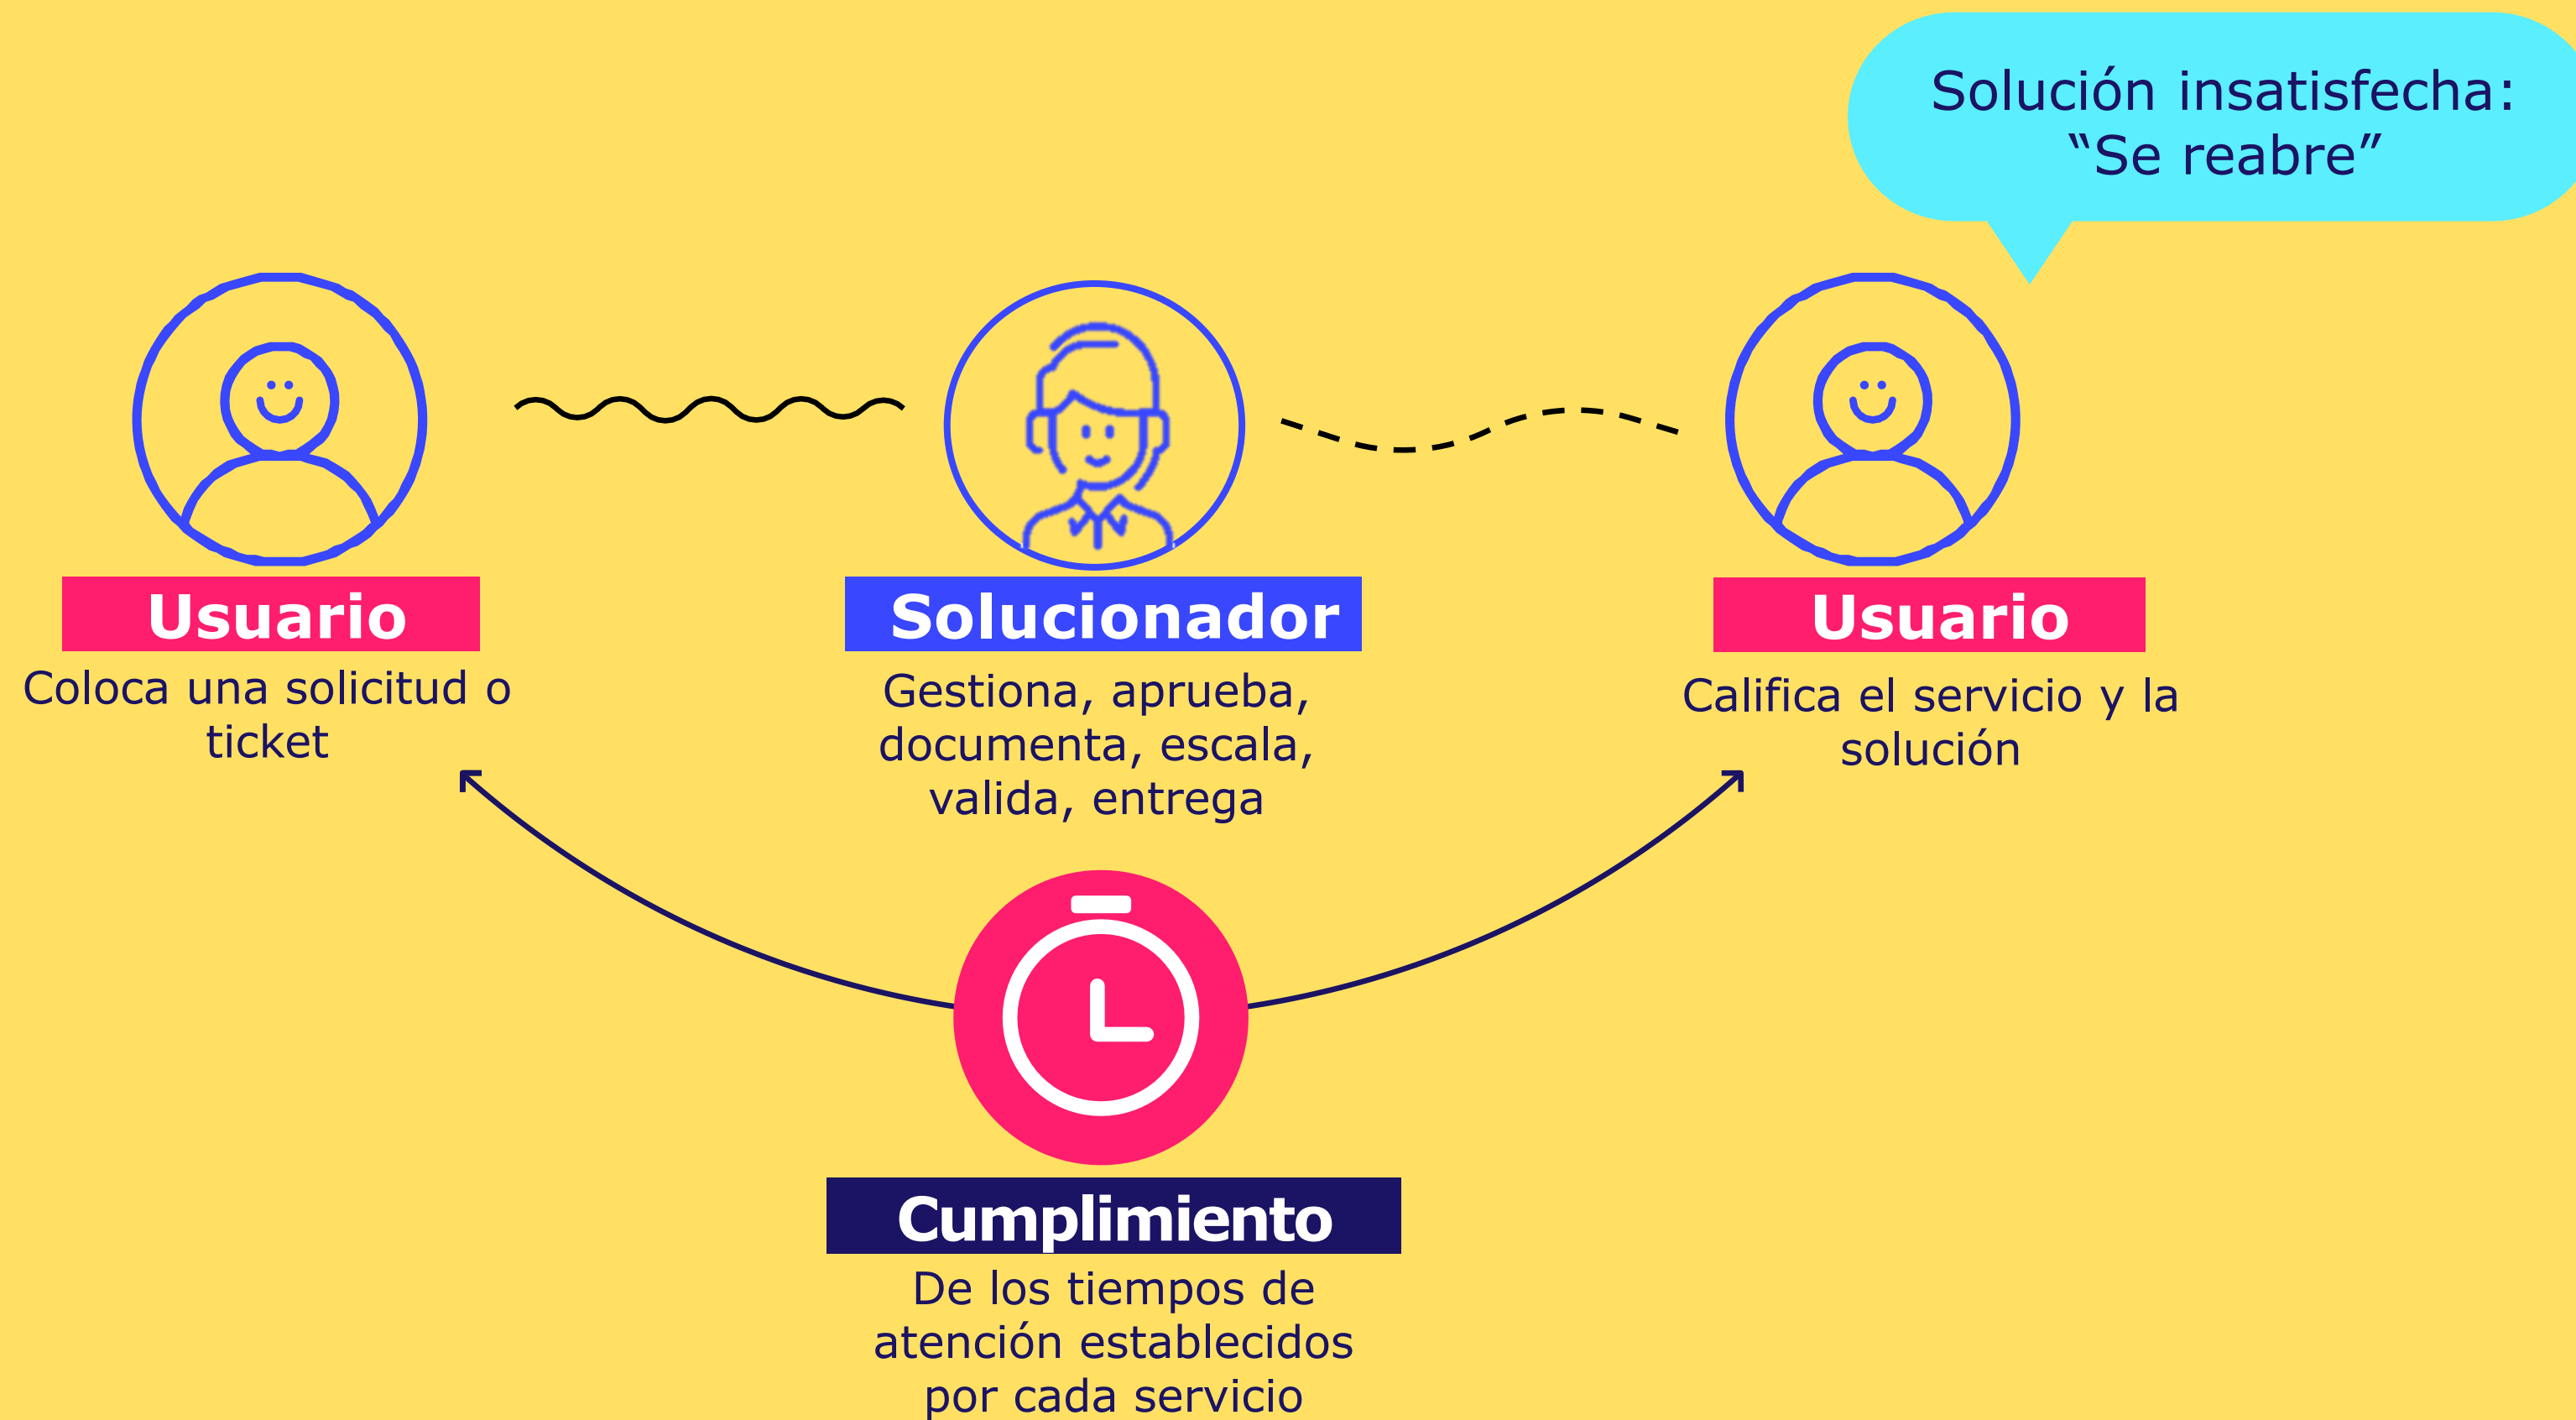 Solución insatisfecha:
“Se reabre”
Usuario
Coloca una solicitud o
ticket
Solucionador
Gestiona, aprueba,
documenta, escala,
valida, entrega
Usuario
Califica el servicio y la
solución
Cumplimiento
De los tiempos de
atención establecidos
por cada servicio